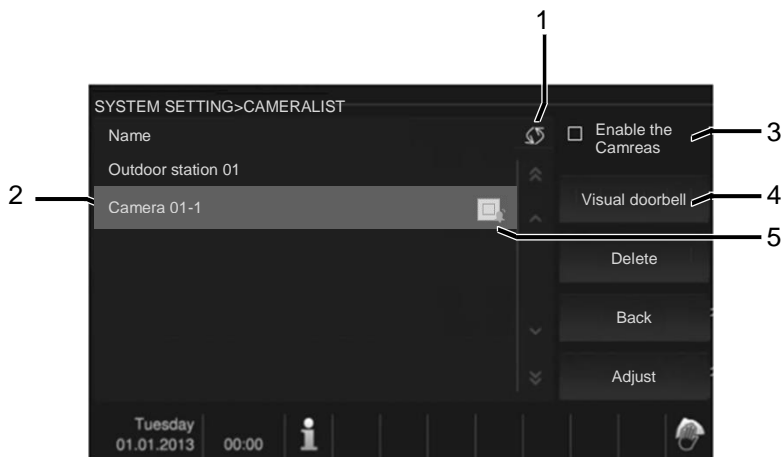 1
SYSTEM SETTING>CAMERALIST
Name
Enable the
Camreas
3
Outdoor station 01
2
Camera 01-1
Visual doorbell
4
5
Delete
Back
Adjust
Tuesday
01.01.2013
00:00